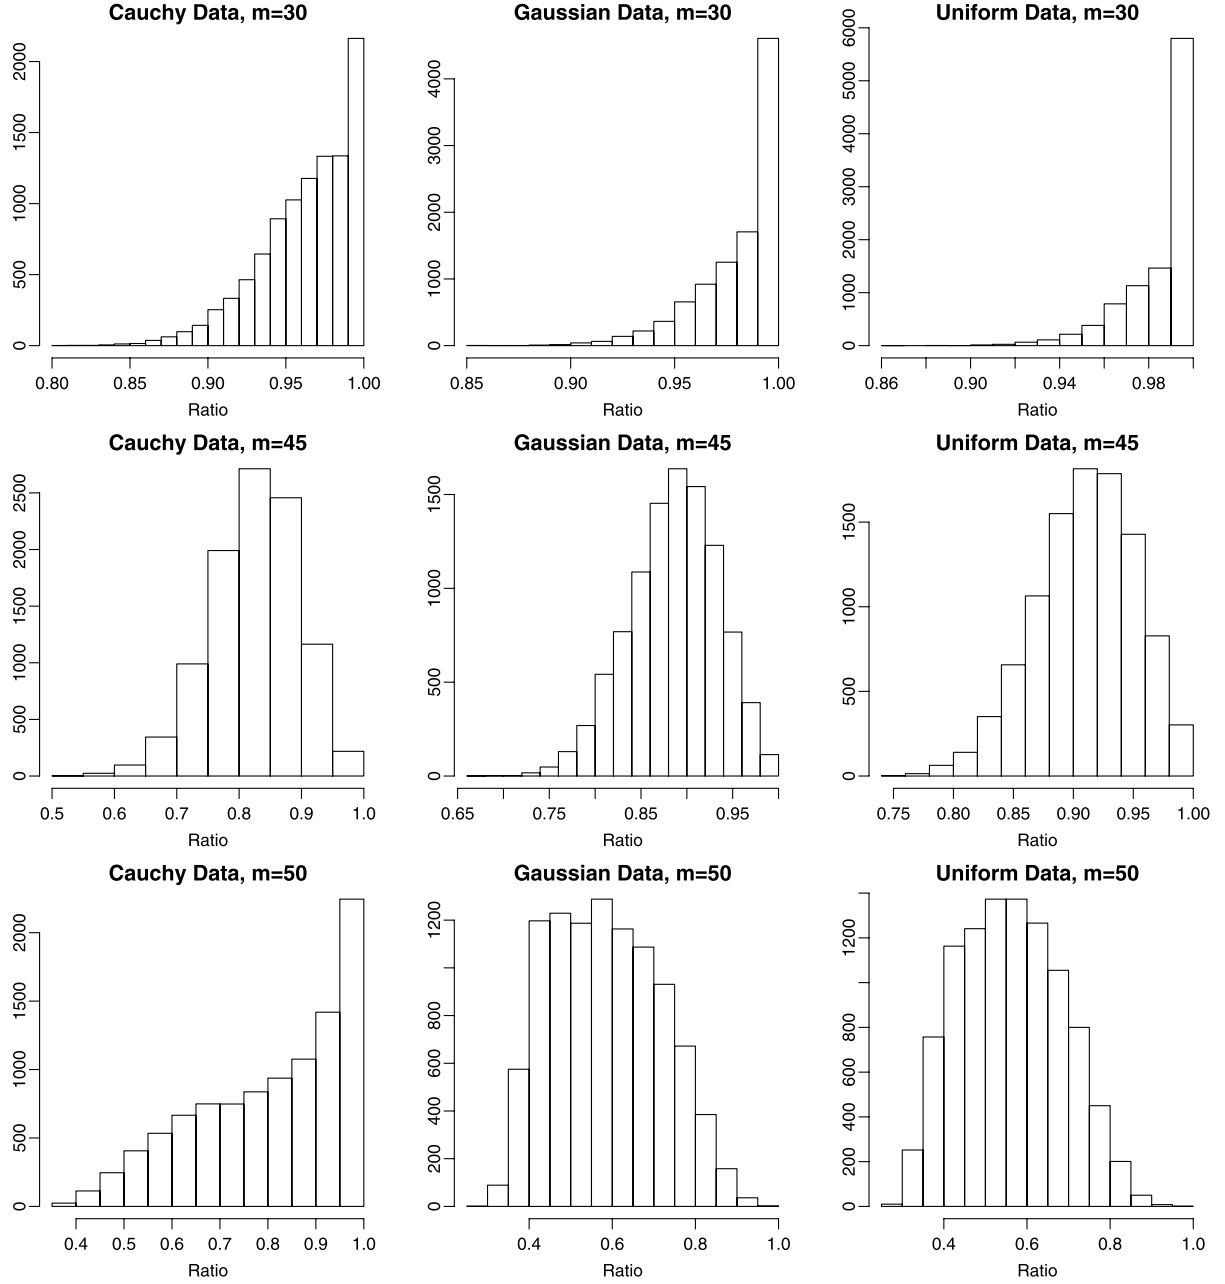 Cauchy Data, m=30
2000
1500
1000
500
0
0.80 0.85 0.90 0.95 1.00
Ratio
Gaussian Data, m=30
4000
3000
2000
1000
0
0.85 0.90 0.95 1.00
Ratio
Uniform Data, m=30
6000
5000
4000
3000
2000
1000
0
0.86 0.90 0.94 0.98
Ratio
Cauchy Data, m=45
2500
2000
1500
1000
500
0
0.5 0.6 0.7 0.8 0.9 1.0
Ratio
Gaussian Data, m=45
1500
1000
500
0
0.65 0.75 0.85 0.95
Ratio
Uniform Data, m=45
1500
1000
500
0
0.75 0.80 0.85 0.90 0.95 1.00
Ratio
Cauchy Data, m=50
2000
1500
1000
500
0
0.4 0.5 0.6 0.7 0.8 0.9 1.0
Ratio
Gaussian Data, m=50
1200
800
600
400
200
0
0.4 0.6 0.8 1.0
Ratio
Uniform Data, m=50
1200
800
600
400
200
0
0.4 0.6 0.8 1.0
Ratio